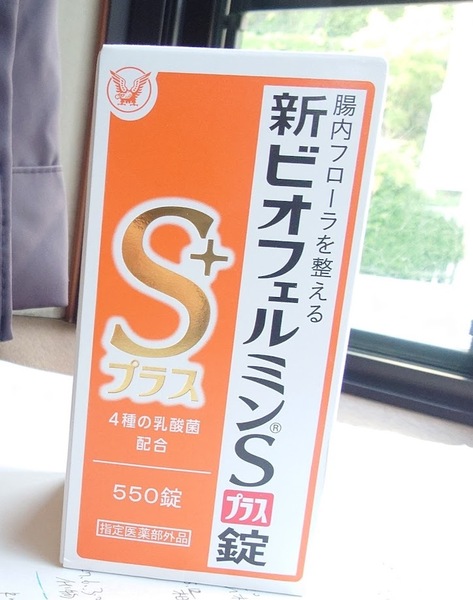 腸内フローラを整える
新ビオフェルミン®S
プラス
錠
S+
プラス
4種の乳酸菌
配合
550錠
指定医薬部外品